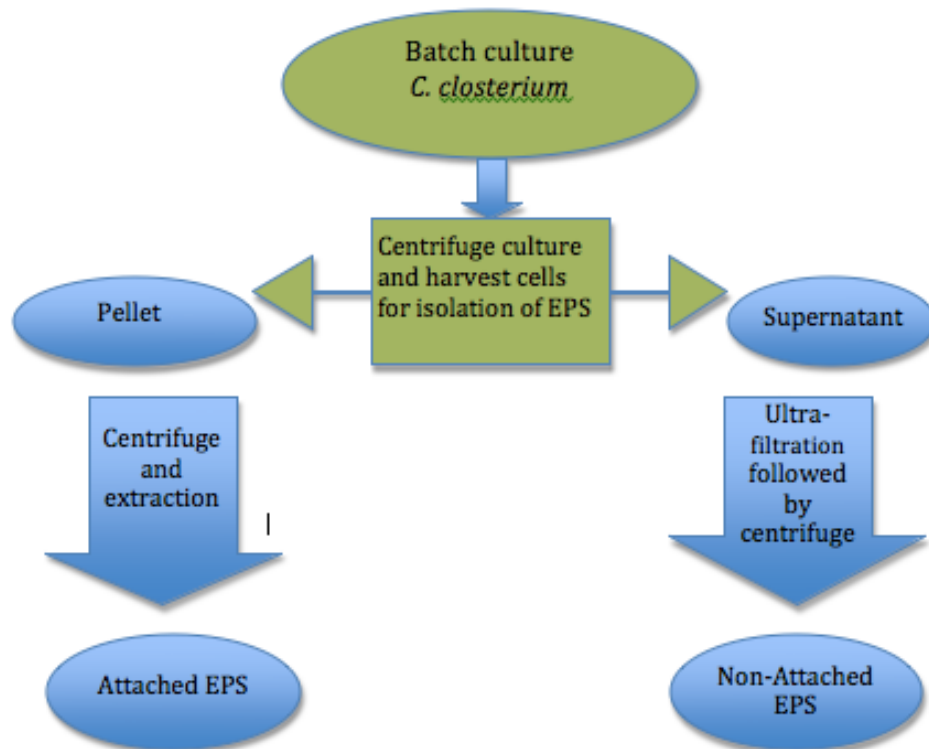 Batch culture
C. closterium
Centrifuge culture
and harvest cells
for isolation of EPS
Pellet
Supernatant
Centrifuge
and
extraction
Ultra-
filtration
followed
by
centrifuge
Attached EPS
Non-Attached
EPS